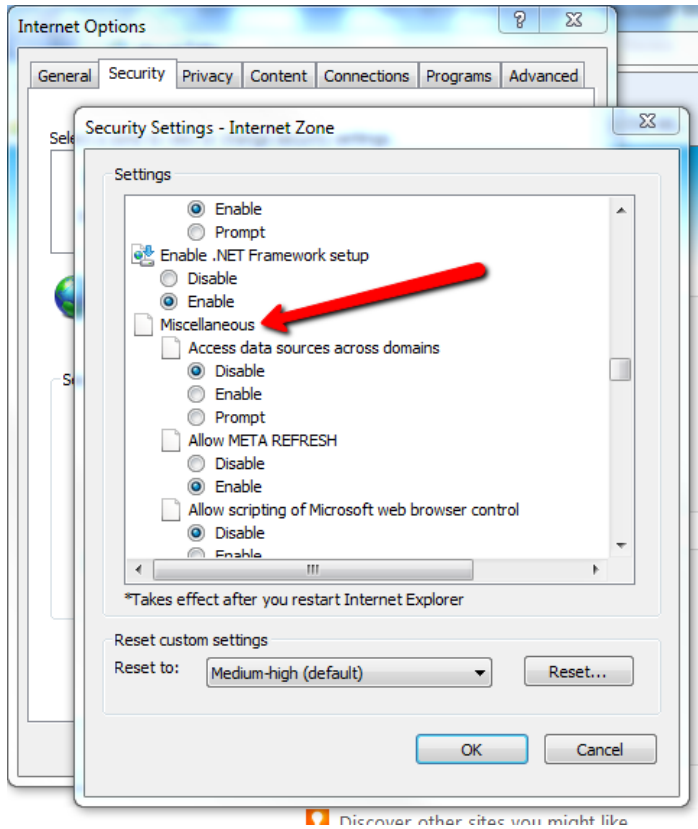 Internet Options
General Security Privacy Content Connections Programs Advanced
Security Settings - Internet Zone
Settings
Enable
Prompt
Enable .NET Framework setup
Disable
Enable
Miscellaneous
Access data sources across domains
Disable
Enable
Prompt
Allow META REFRESH
Disable
Enable
Allow scripting of Microsoft web browser control
Disable
Enable
*Takes effect after you restart Internet Explorer
Reset custom settings
Reset to: Medium-high (default) Reset...
OK Cancel
Discover other sites you might like